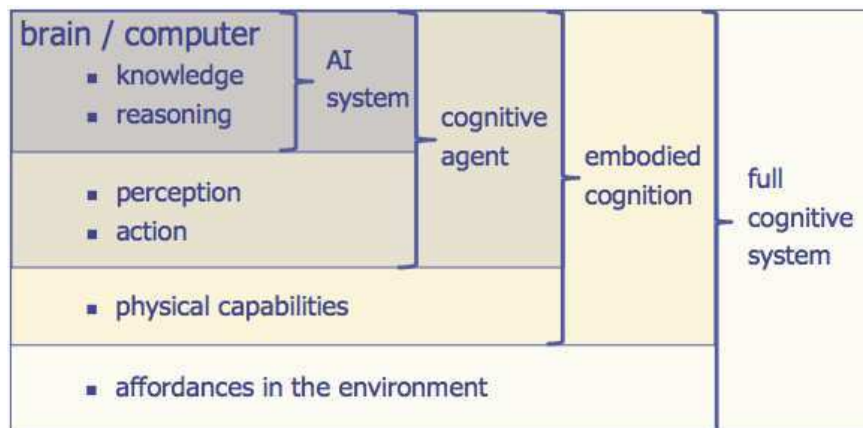 brain / computer
▪ knowledge
▪ reasoning
AI
system
▪ perception
▪ action
cognitive
agent
▪ physical capabilities
embodied
cognition
▪ affordances in the environment
full
cognitive
system